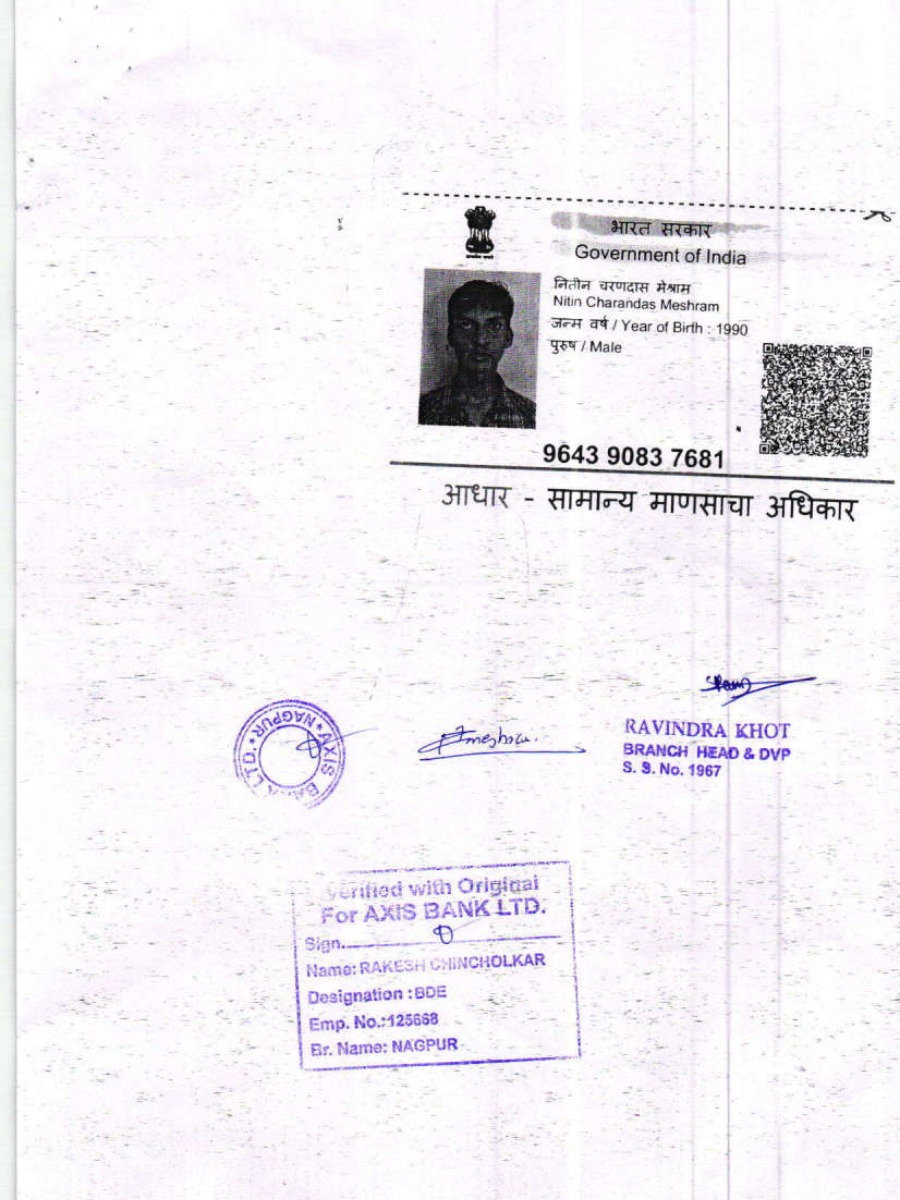 भारत सरकार
Government of India
नितीन चरणदास मेश्राम
Nitin Charandas Meshram
जन्म वर्ष / Year of Birth : 1990
पुरुष / Male
9643 9083 7681
आधार - सामान्य माणसाचा अधिकार
RAVINDRA KHOT
BRANCH HEAD & DVP
S. S. No. 1967
AXIS BANK LTD. * NAGPUR *
Verified with Original
For AXIS BANK LTD.
Sign.
Name: RAKESH CHINCHOLKAR
Designation : BDE
Emp. No.:125668
Br. Name: NAGPUR